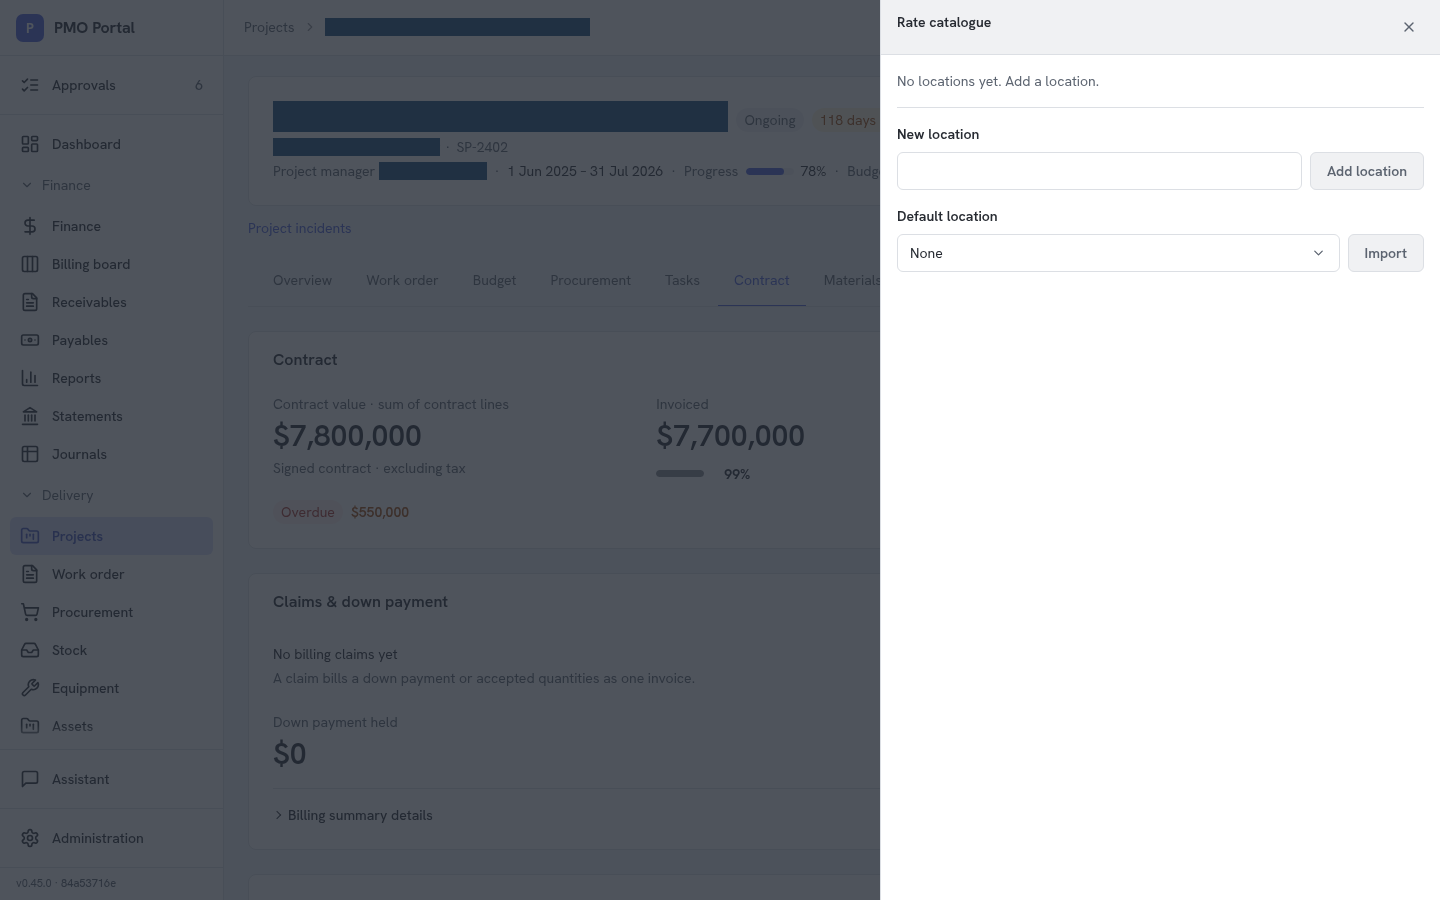 P PMO Portal
Approvals 6
Dashboard
Finance
Finance
Billing board
Receivables
Payables
Reports
Statements
Journals
Delivery
Projects
Work order
Procurement
Stock
Equipment
Assets
Assistant
Administration
v0.45.0 · 84a53716e
Projects
Ongoing 118 days
· SP-2402
Project manager · 1 Jun 2025 – 31 Jul 2026 · Progress 78% ·
Project incidents
Overview Work order Budget Procurement Tasks Contract Materials
Contract
Contract value · sum of contract lines
$7,800,000
Signed contract · excluding tax
Invoiced
$7,700,000
99%
Overdue $550,000
Claims & down payment
No billing claims yet
A claim bills a down payment or accepted quantities as one invoice.
Down payment held
$0
Billing summary details
Rate catalogue
No locations yet. Add a location.
New location
Add location
Default location
None
Import